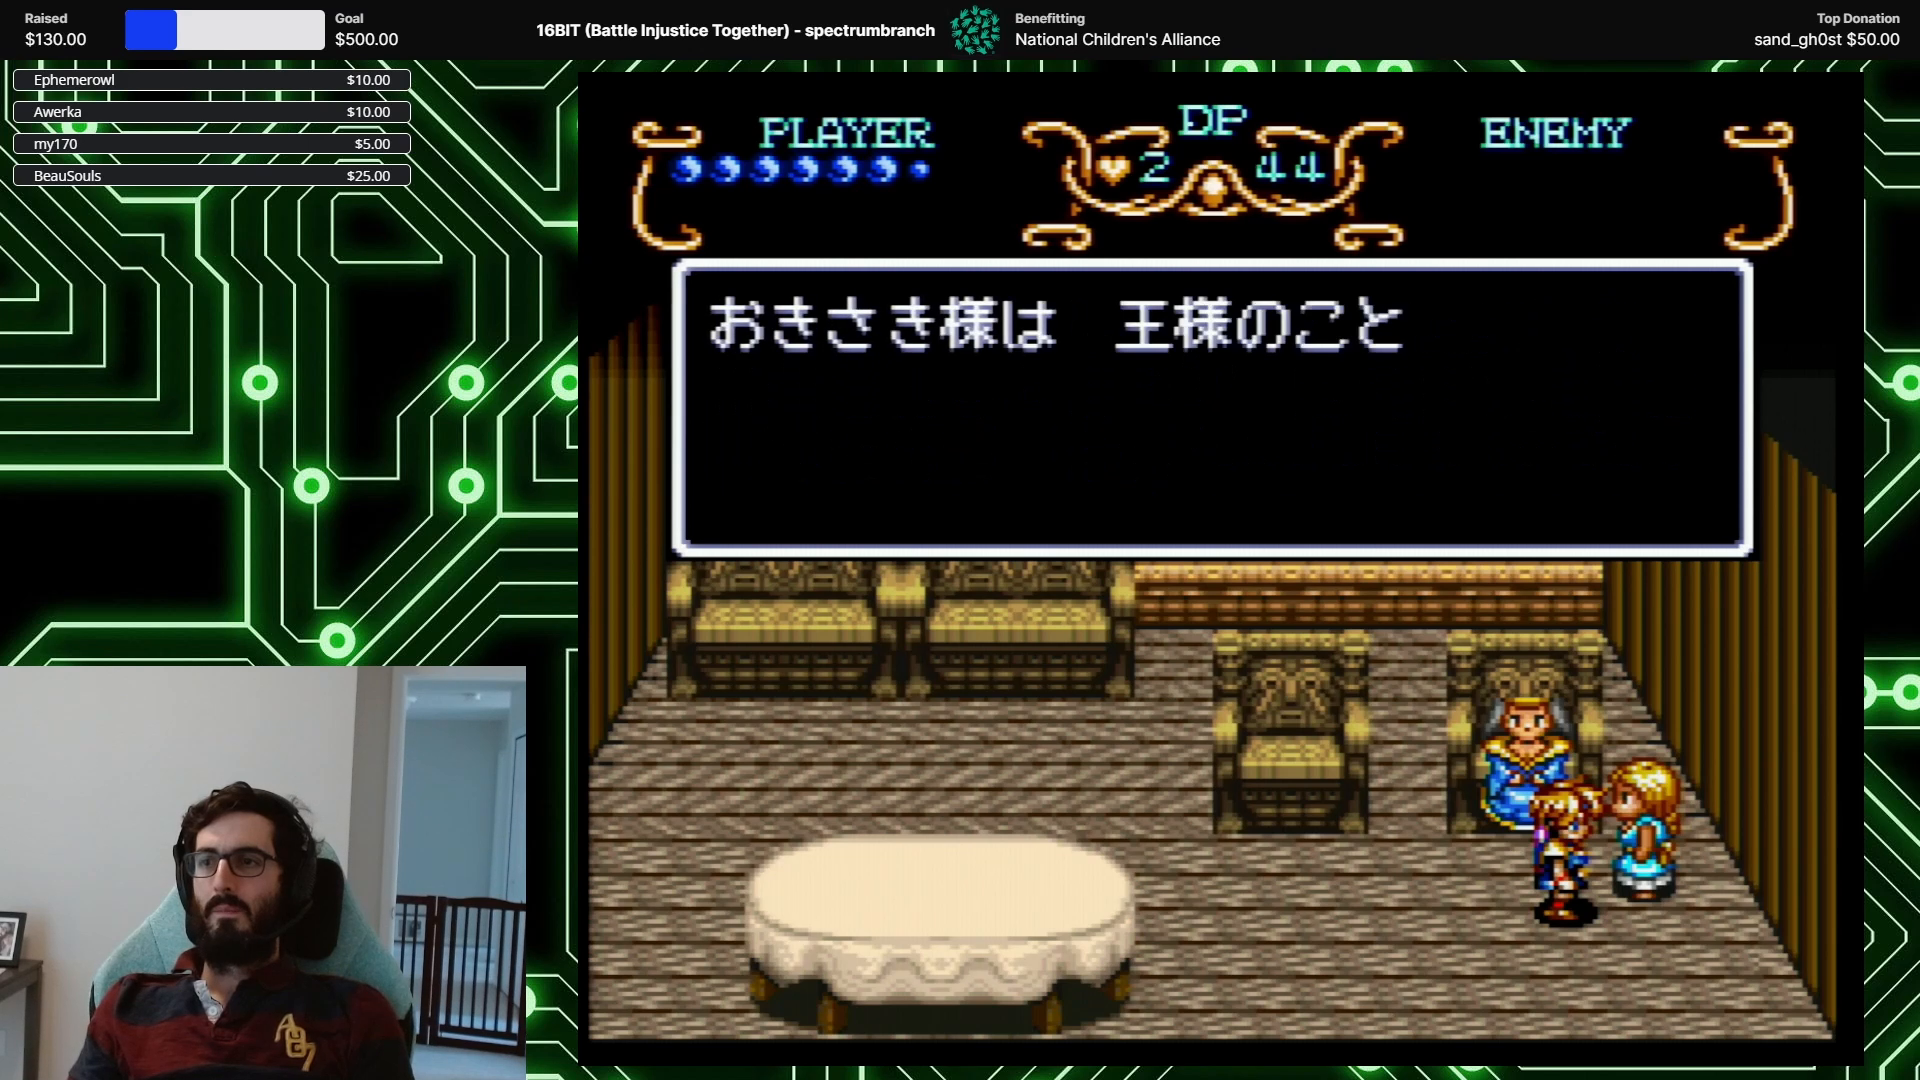 Raised
$130.00
Goal
$500.00
16BIT (Battle Injustice Together) - spectrumbranch
Benefitting
National Children's Alliance
Top Donation
sand_gh0st $50.00
Ephemerowl $10.00
Awerka $10.00
my170 $5.00
BeauSouls $25.00
PLAYER
DP
ENEMY
2 44
おきさき様は 王様のこと